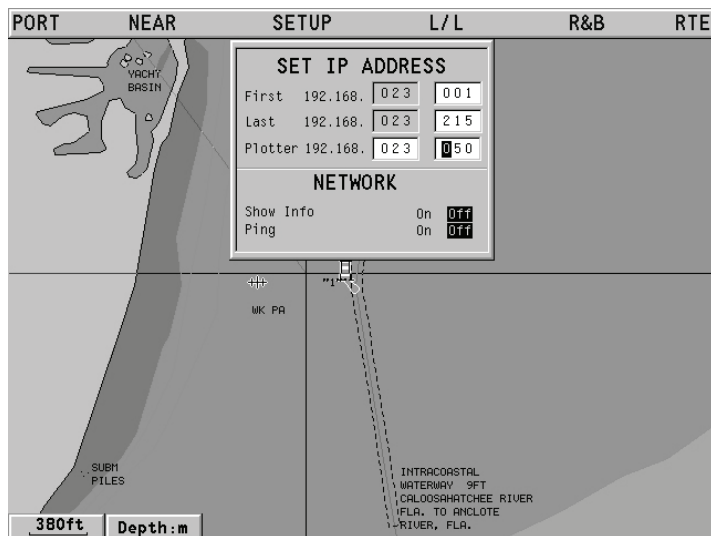 PORT NEAR SETUP L/L R&B RTE
YACHT
BASIN
SET IP ADDRESS
First 192.168. 023 001
Last 192.168. 023 215
Plotter 192.168. 023 050
NETWORK
Show Info On Off
Ping On Off
"1"
WK PA
SUBM
PILES
INTRACOASTAL
WATERWAY 9FT
CALOOSAHATCHEE RIVER
FLA. TO ANCLOTE
RIVER, FLA.
380ft Depth:m